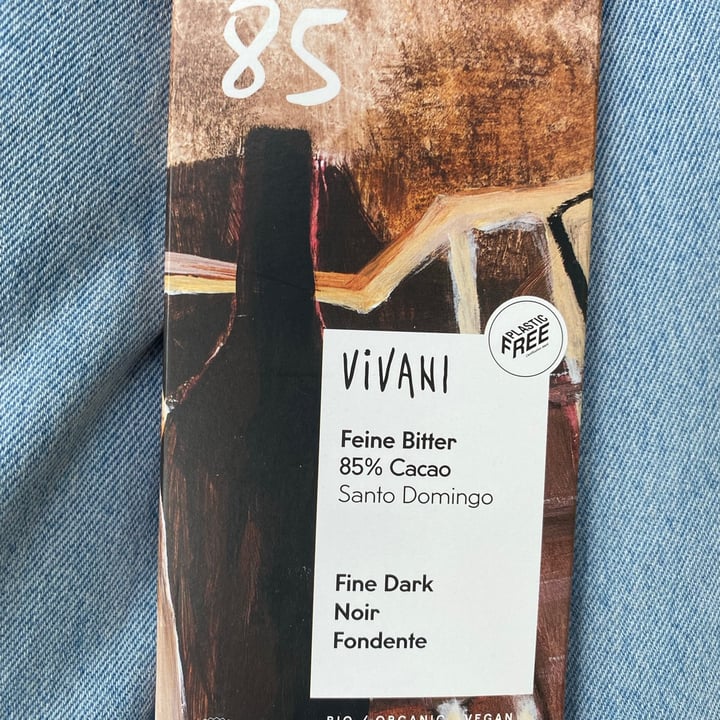 85
ViVANI
PLASTIC
FREE
Feine Bitter
85% Cacao
Santo Domingo
Fine Dark
Noir
Fondente
BIO / ORGANIC VEGAN